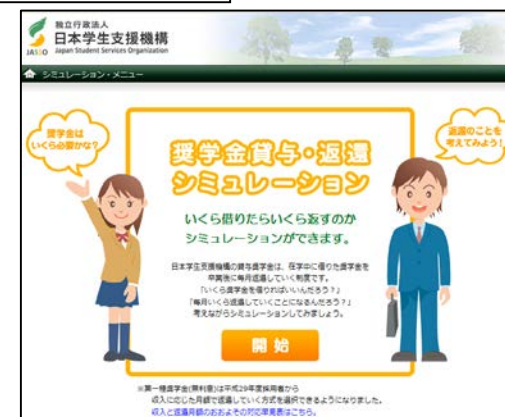 独立行政法人
日本学生支援機構
JASSO Japan Student Services Organization
シミュレーション・メニュー
奨学金は
いくら必要かな?
返還のことを
考えてみよう!
奨学金貸与・返還
シミュレーション
いくら借りたらいくら返すのか
シミュレーションができます。
日本学生支援機構の貸与奨学金は、在学中に借りた奨学金を
卒業後に毎月返還していく制度です。
「いくら奨学金を借りればいいんだろう?」
「毎月いくら返還していくことになるんだろう?」
考えながらシミュレーションしてみましょう。
開始
※第一種奨学金(無利息)は平成29年度採用者から
収入に応じた月額で返還していく方式を選択できるようになりました。
収入と返還月額のおおよその対応早見表はこちら。